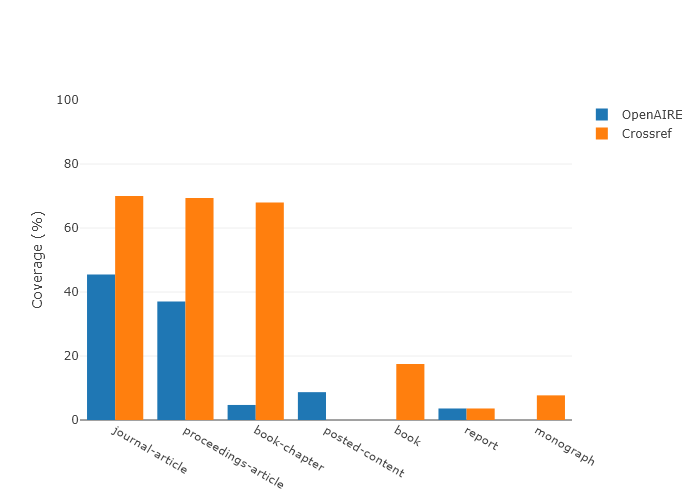 100
80
60
40
20
0
Coverage (%)
journal-article
proceedings-article
book-chapter
posted-content
book
report
monograph
OpenAIRE
Crossref